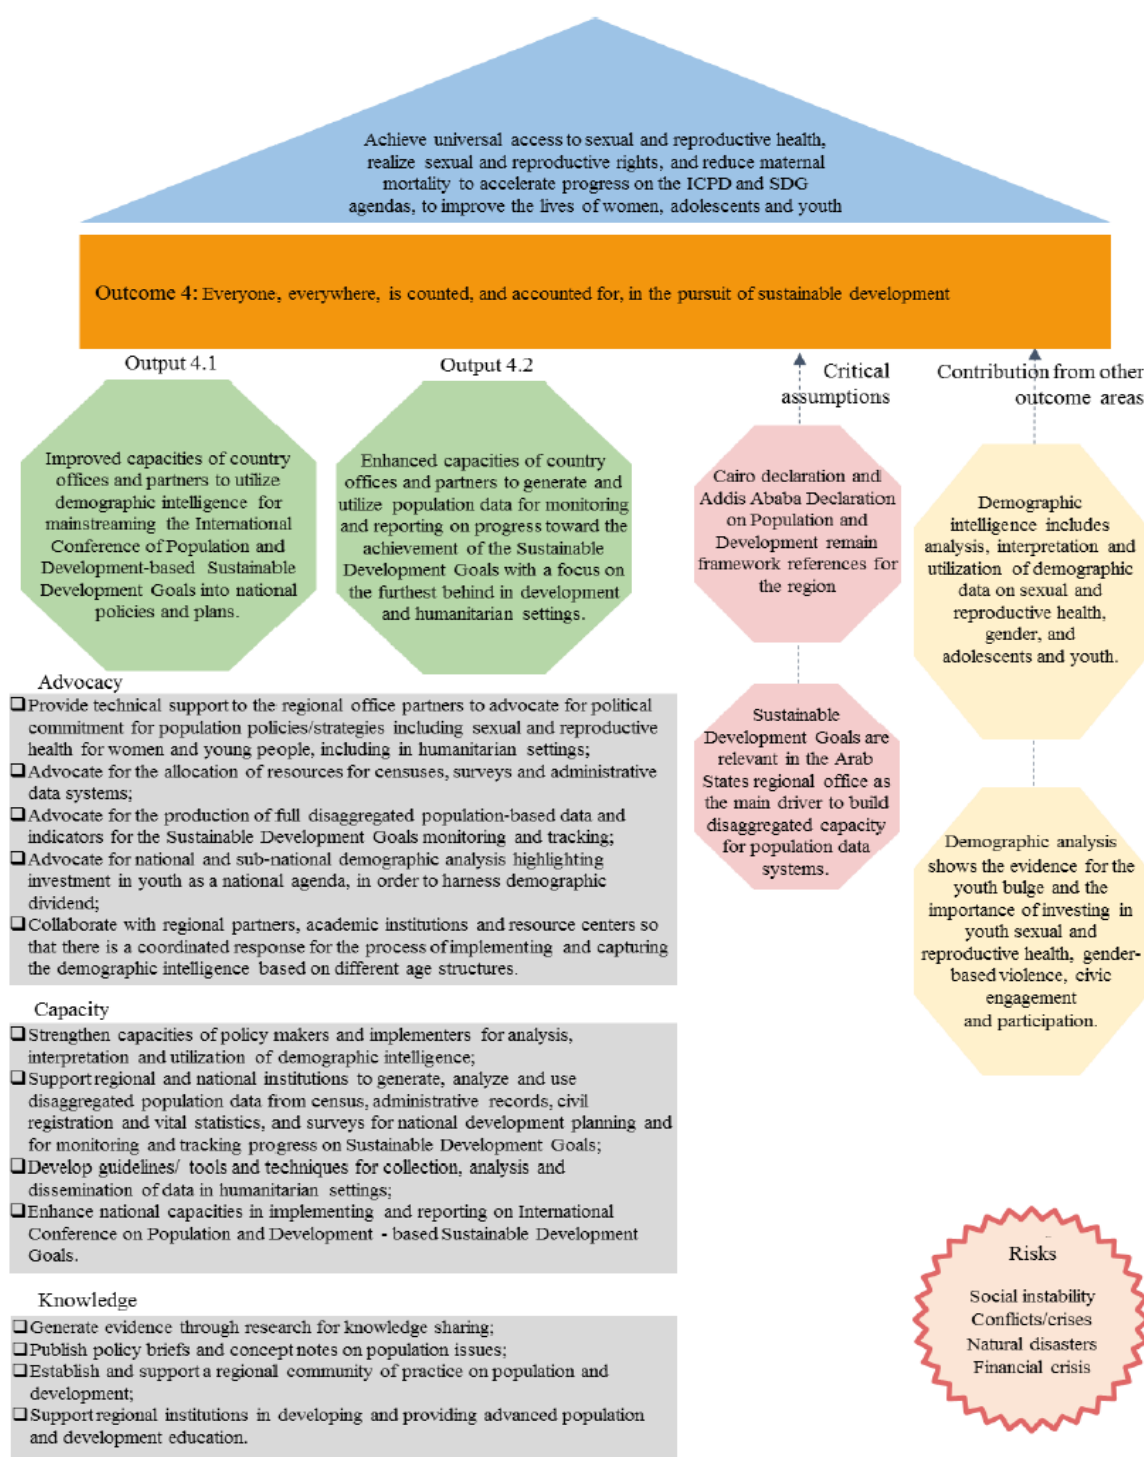 Achieve universal access to sexual and reproductive health,
realize sexual and reproductive rights, and reduce maternal
mortality to accelerate progress on the ICPD and SDG
agendas, to improve the lives of women, adolescents and youth
Outcome 4: Everyone, everywhere, is counted, and accounted for, in the pursuit of sustainable development
Output 4.1
Improved capacities of country
offices and partners to utilize
demographic intelligence for
mainstreaming the International
Conference of Population and
Development-based Sustainable
Development Goals into national
policies and plans.
Output 4.2
Enhanced capacities of country
offices and partners to generate and
utilize population data for monitoring
and reporting on progress toward the
achievement of the Sustainable
Development Goals with a focus on
the furthest behind in development
and humanitarian settings.
Critical
assumptions
Cairo declaration and
Addis Ababa Declaration
on Population and
Development remain
framework references for
the region
Sustainable
Development Goals are
relevant in the Arab
States regional office as
the main driver to build
disaggregated capacity
for population data
systems.
Contribution from other
outcome areas
Demographic
intelligence includes
analysis, interpretation and
utilization of demographic
data on sexual and
reproductive health,
gender, and
adolescents and youth.
Demographic analysis
shows the evidence for the
youth bulge and the
importance of investing in
youth sexual and
reproductive health, gender-
based violence, civic
engagement
and participation.
Advocacy
❑Provide technical support to the regional office partners to advocate for political
commitment for population policies/strategies including sexual and reproductive
health for women and young people, including in humanitarian settings;
❑Advocate for the allocation of resources for censuses, surveys and administrative
data systems;
❑Advocate for the production of full disaggregated population-based data and
indicators for the Sustainable Development Goals monitoring and tracking;
❑Advocate for national and sub-national demographic analysis highlighting
investment in youth as a national agenda, in order to harness demographic
dividend;
❑Collaborate with regional partners, academic institutions and resource centers so
that there is a coordinated response for the process of implementing and capturing
the demographic intelligence based on different age structures.
Capacity
❑Strengthen capacities of policy makers and implementers for analysis,
interpretation and utilization of demographic intelligence;
❑Support regional and national institutions to generate, analyze and use
disaggregated population data from census, administrative records, civil
registration and vital statistics, and surveys for national development planning and
for monitoring and tracking progress on Sustainable Development Goals;
❑Develop guidelines/ tools and techniques for collection, analysis and
dissemination of data in humanitarian settings;
❑Enhance national capacities in implementing and reporting on International
Conference on Population and Development - based Sustainable Development
Goals.
Knowledge
❑Generate evidence through research for knowledge sharing;
❑Publish policy briefs and concept notes on population issues;
❑Establish and support a regional community of practice on population and
development;
❑Support regional institutions in developing and providing advanced population
and development education.
Risks
Social instability
Conflicts/crises
Natural disasters
Financial crisis